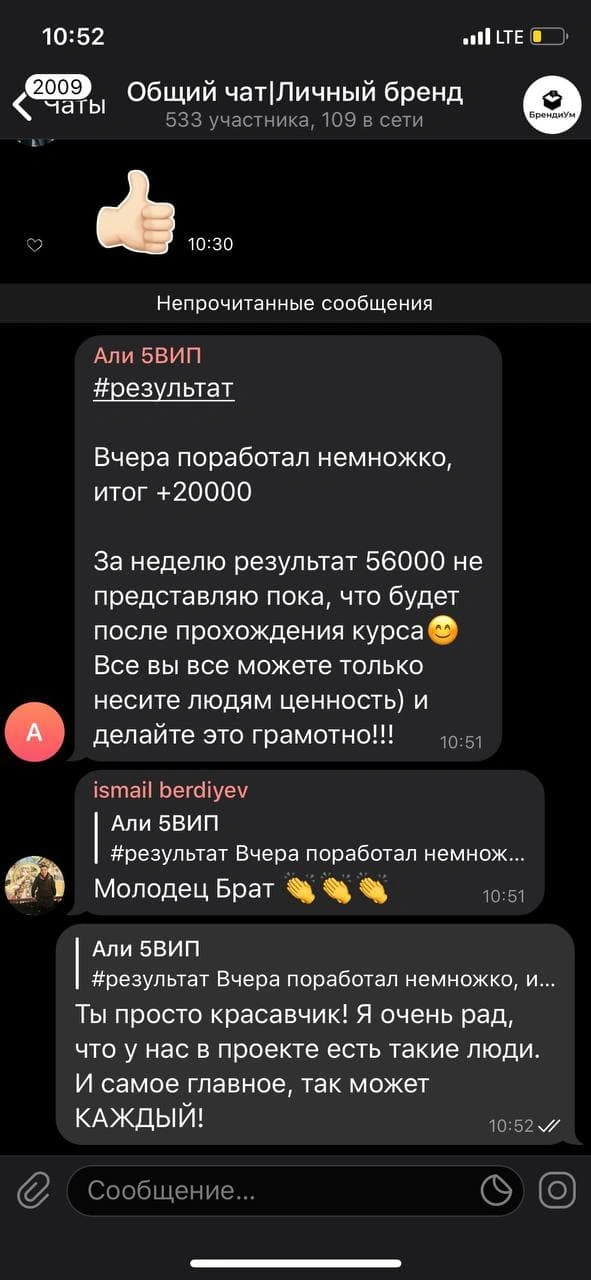 10:52
LTE
2009
Чаты
Общий чат|Личный бренд
533 участника, 109 в сети
БрендиУм
10:30
Непрочитанные сообщения
Али 5ВИП
#результат
Вчера поработал немножко,
итог +20000
За неделю результат 56000 не
представляю пока, что будет
после прохождения курса😊
Все вы все можете только
несите людям ценность) и
делайте это грамотно!!!
10:51
А
ismail berdiyev
Али 5ВИП
#результат Вчера поработал немнож...
Молодец Брат 👏👏👏
10:51
Али 5ВИП
#результат Вчера поработал немножко, и...
Ты просто красавчик! Я очень рад,
что у нас в проекте есть такие люди.
И самое главное, так может
КАЖДЫЙ!
10:52
Сообщение...